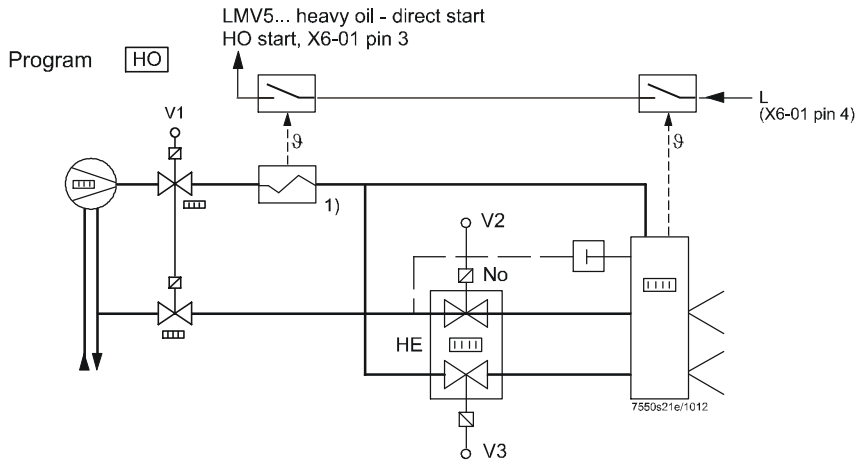 LMV5... heavy oil - direct start
HO start, X6-01 pin 3
Program HO
L
(X6-01 pin 4)
V1
ϑ
ϑ
1)
V2
No
HE
7550s21e/1012
V3